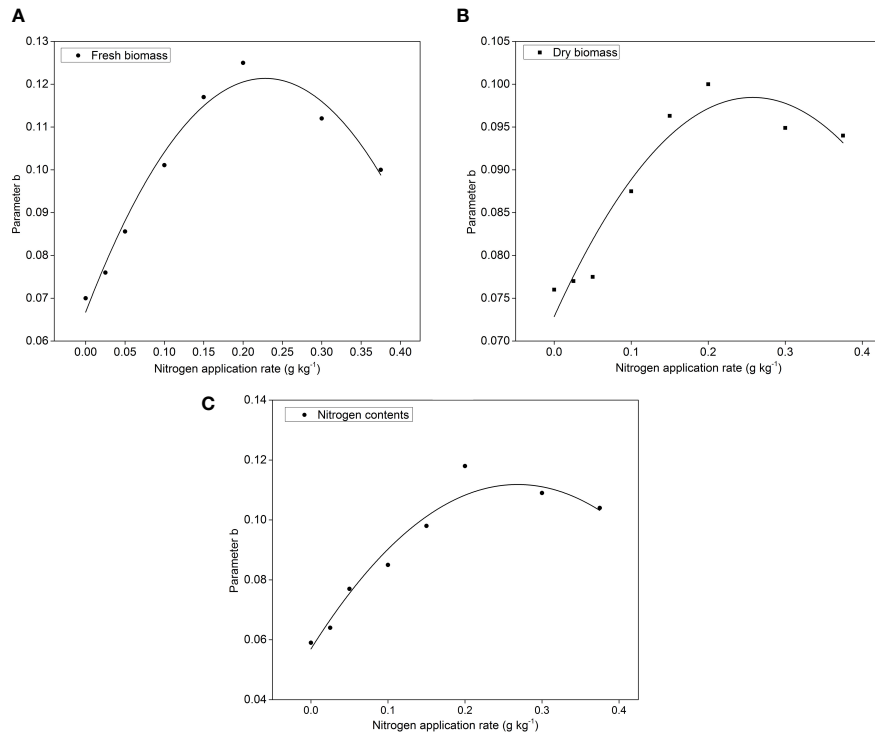 A
Fresh biomass
0.13
0.12
0.11
0.10
0.09
0.08
0.07
0.06
Parameter b
0.00 0.05 0.10 0.15 0.20 0.25 0.30 0.35 0.40
Nitrogen application rate (g kg⁻¹)
B
Dry biomass
0.105
0.100
0.095
0.090
0.085
0.080
0.075
0.070
Parameter b
0.0 0.1 0.2 0.3 0.4
Nitrogen application rate (g kg⁻¹)
C
Nitrogen contents
0.14
0.12
0.10
0.08
0.06
0.04
Parameter b
0.0 0.1 0.2 0.3 0.4
Nitrogen application rate (g kg⁻¹)